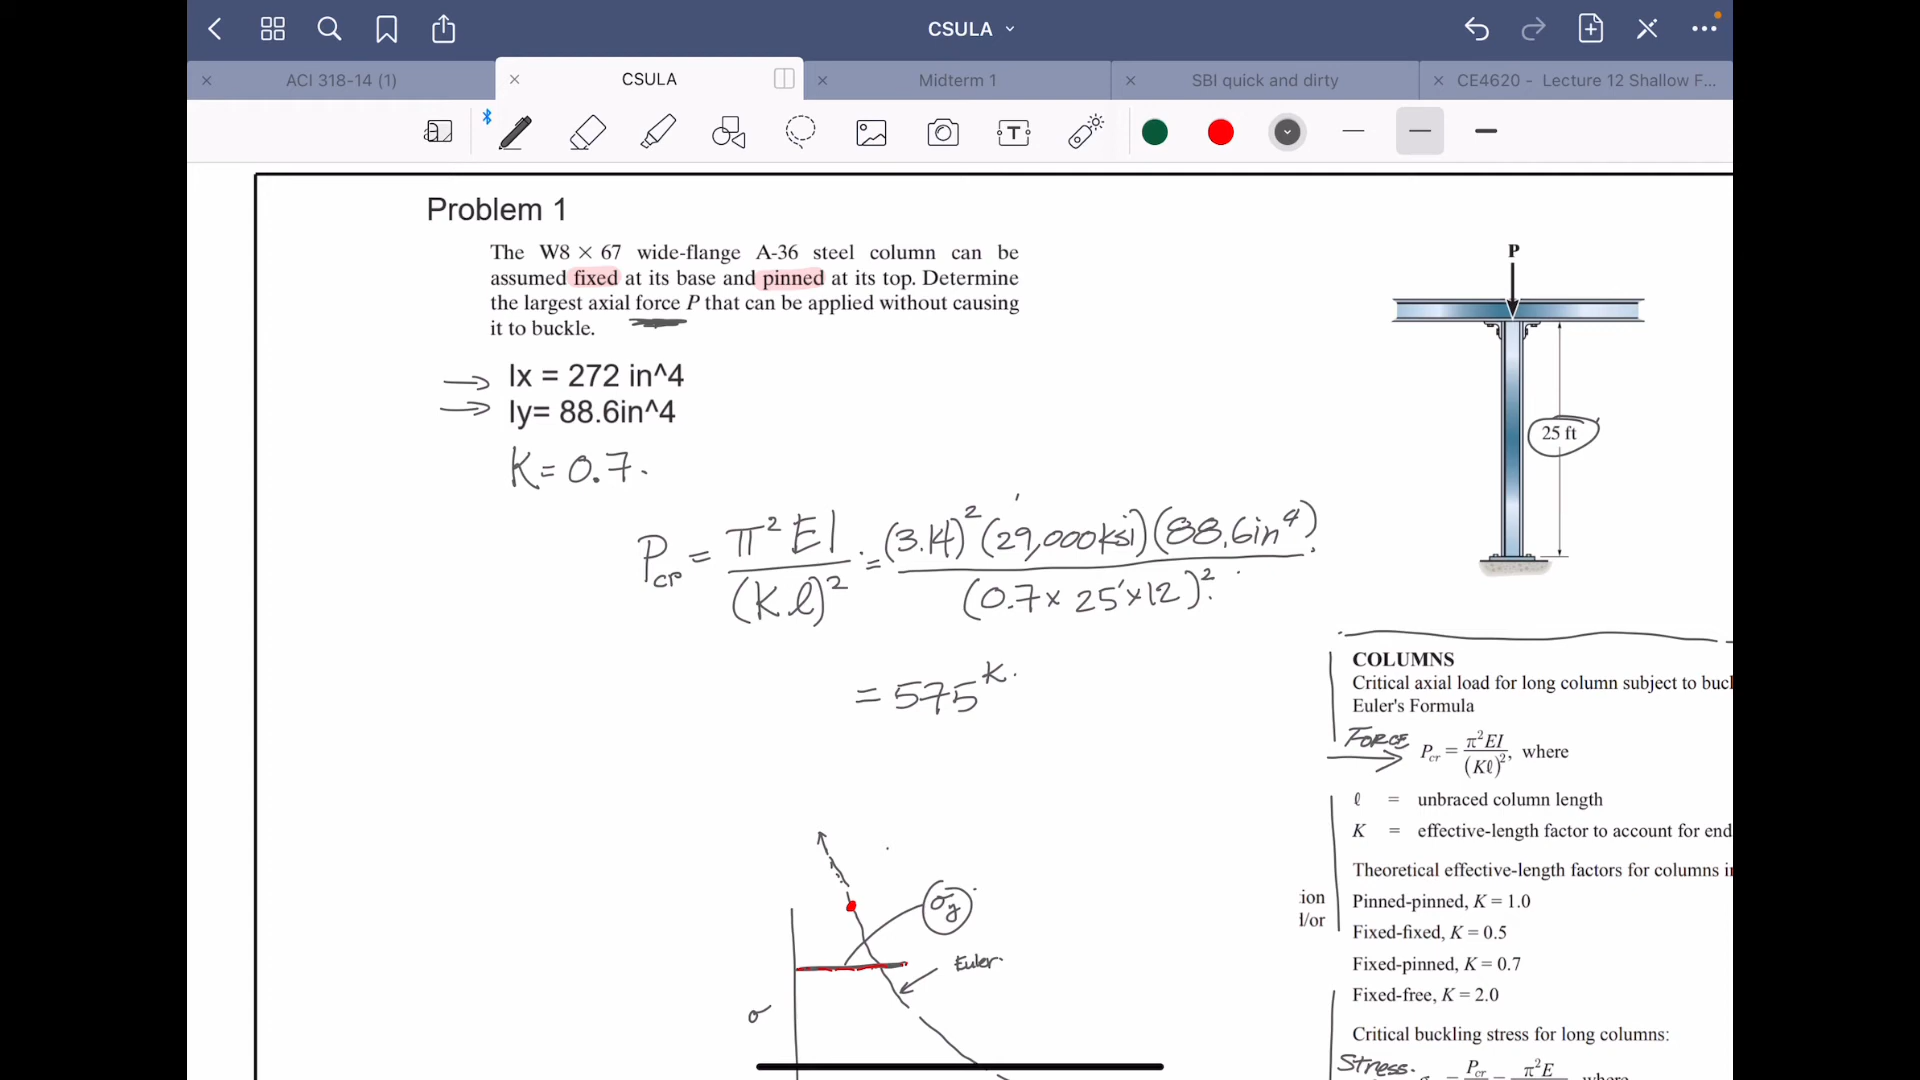 CSULA
ACI 318-14 (1)
CSULA
Midterm 1
SBI quick and dirty
CE4620 - Lecture 12 Shallow F...
T
Problem 1
The W8 × 67 wide-flange A-36 steel column can be
assumed fixed at its base and pinned at its top. Determine
the largest axial force P that can be applied without causing
it to buckle.
Ix = 272 in^4
Iy= 88.6in^4
K = 0.7.
P
25 ft
Pcr = π² EI / (Kℓ)² = (3.14)² (29,000ksi)(88.6in⁴) / (0.7 x 25' x 12)²
= 575ᵏ
σy
Euler
σ
COLUMNS
Critical axial load for long column subject to buc
Euler's Formula
FORCE
Pcr = π²EI / (Kℓ)², where
ℓ = unbraced column length
K = effective-length factor to account for end
Theoretical effective-length factors for columns i
ion
l/or
Pinned-pinned, K = 1.0
Fixed-fixed, K = 0.5
Fixed-pinned, K = 0.7
Fixed-free, K = 2.0
Critical buckling stress for long columns:
Stress.
Pcr π²E